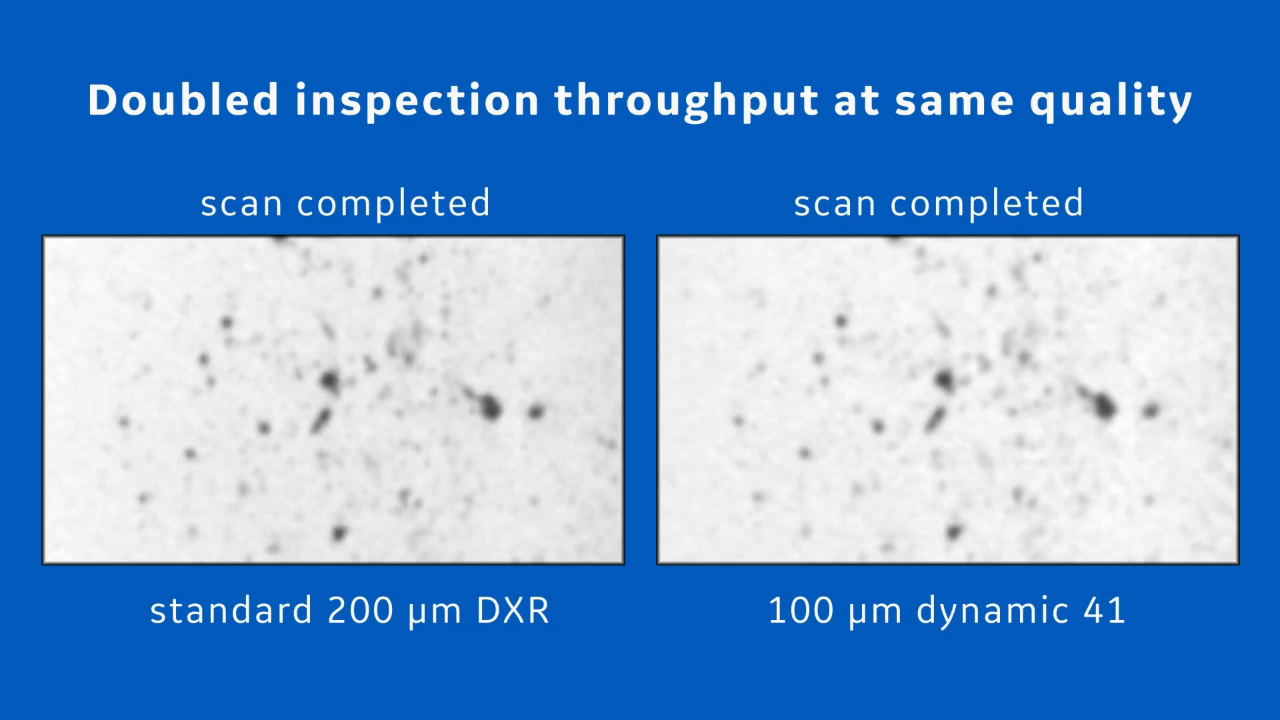 Doubled inspection throughput at same quality
scan completed
scan completed
standard 200 µm DXR
100 µm dynamic 41